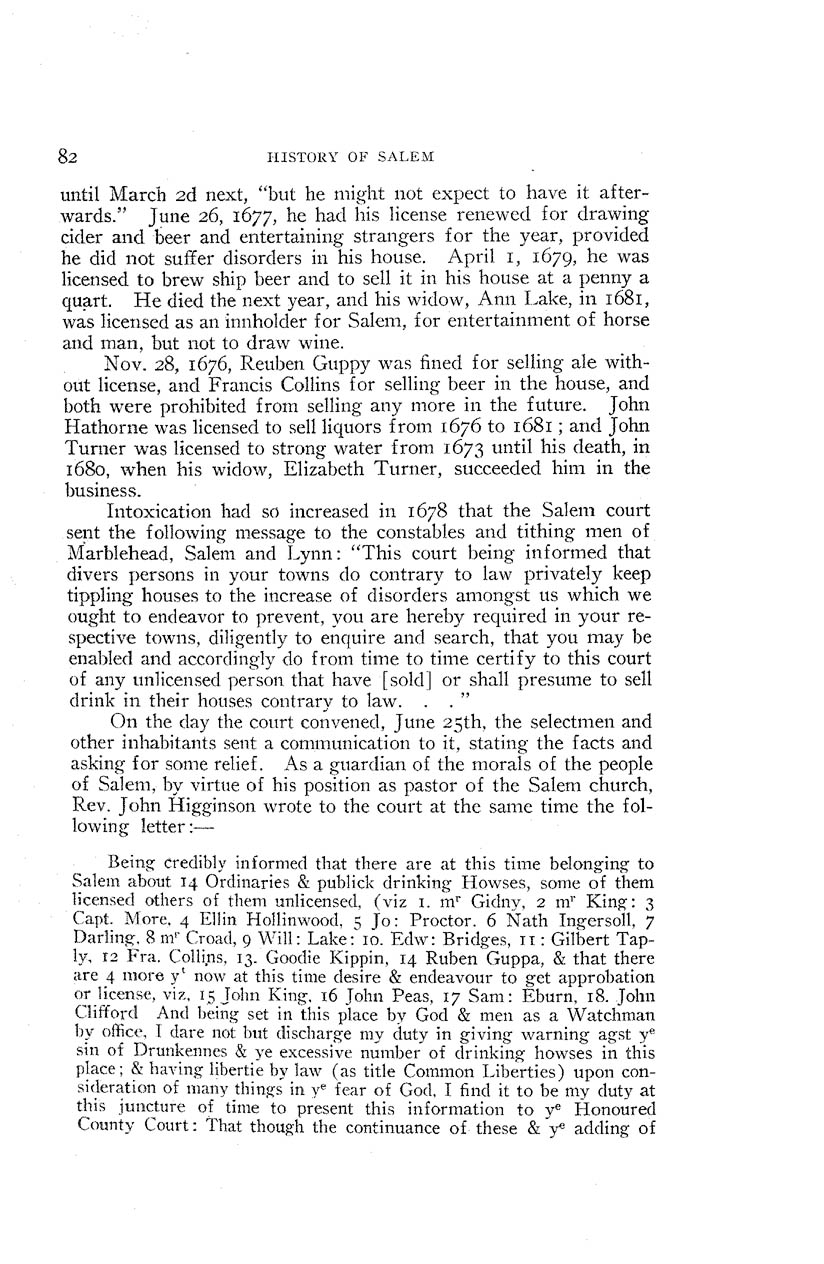 82 HISTORY OF SALEM
until March 2d next, “but he might not expect to have it after-
wards.” June 26, 1677, he had his license renewed for drawing
cider and beer and entertaining strangers for the year, provided
he did not suffer disorders in his house. April 1, 1679, he was
licensed to brew ship beer and to sell it in his house at a penny a
quart. He died the next year, and his widow, Ann Lake, in 1681,
was licensed as an innholder for Salem, for entertainment of horse
and man, but not to draw wine.
Nov. 28, 1676, Reuben Guppy was fined for selling ale with-
out license, and Francis Collins for selling beer in the house, and
both were prohibited from selling any more in the future. John
Hathorne was licensed to sell liquors from 1676 to 1681; and John
Turner was licensed to strong water from 1673 until his death, in
1680, when his widow, Elizabeth Turner, succeeded him in the
business.
Intoxication had so increased in 1678 that the Salem court
sent the following message to the constables and tithing men of
Marblehead, Salem and Lynn: “This court being informed that
divers persons in your towns do contrary to law privately keep
tippling houses to the increase of disorders amongst us which we
ought to endeavor to prevent, you are hereby required in your re-
spective towns, diligently to enquire and search, that you may be
enabled and accordingly do from time to time certify to this court
of any unlicensed person that have [sold] or shall presume to sell
drink in their houses contrary to law. . . ”
On the day the court convened, June 25th, the selectmen and
other inhabitants sent a communication to it, stating the facts and
asking for some relief. As a guardian of the morals of the people
of Salem, by virtue of his position as pastor of the Salem church,
Rev. John Higginson wrote to the court at the same time the fol-
lowing letter:—
Being credibly informed that there are at this time belonging to
Salem about 14 Ordinaries & publick drinking Howses, some of them
licensed others of them unlicensed, (viz 1. mʳ Gidny, 2 mʳ King: 3
Capt. More, 4 Ellin Hollinwood, 5 Jo: Proctor. 6 Nath Ingersoll, 7
Darling, 8 mʳ Croad, 9 Will: Lake: 10. Edw: Bridges, 11: Gilbert Tap-
ly, 12 Fra. Collins, 13. Goodie Kippin, 14 Ruben Guppa, & that there
are 4 more yᵗ now at this time desire & endeavour to get approbation
or license, viz, 15 John King, 16 John Peas, 17 Sam: Eburn, 18. John
Clifford And being set in this place by God & men as a Watchman
by office, I dare not but discharge my duty in giving warning agst yᵉ
sin of Drunkennes & ye excessive number of drinking howses in this
place; & having libertie by law (as title Common Liberties) upon con-
sideration of many things in yᵉ fear of God, I find it to be my duty at
this juncture of time to present this information to yᵉ Honoured
County Court: That though the continuance of these & yᵉ adding of